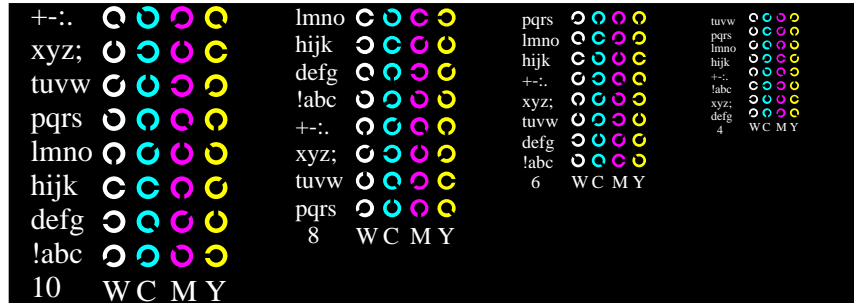 +-:.
xyz;
tuvw
pqrs
lmno
hijk
defg
!abc
10 W C M Y
lmno
hijk
defg
!abc
+-:.
xyz;
tuvw
pqrs
8 W C M Y
pqrs
lmno
hijk
+-:.
xyz;
tuvw
defg
!abc
6 W C M Y
tuvw
pqrs
lmno
hijk
+-:.
!abc
xyz;
defg
4 W C M Y